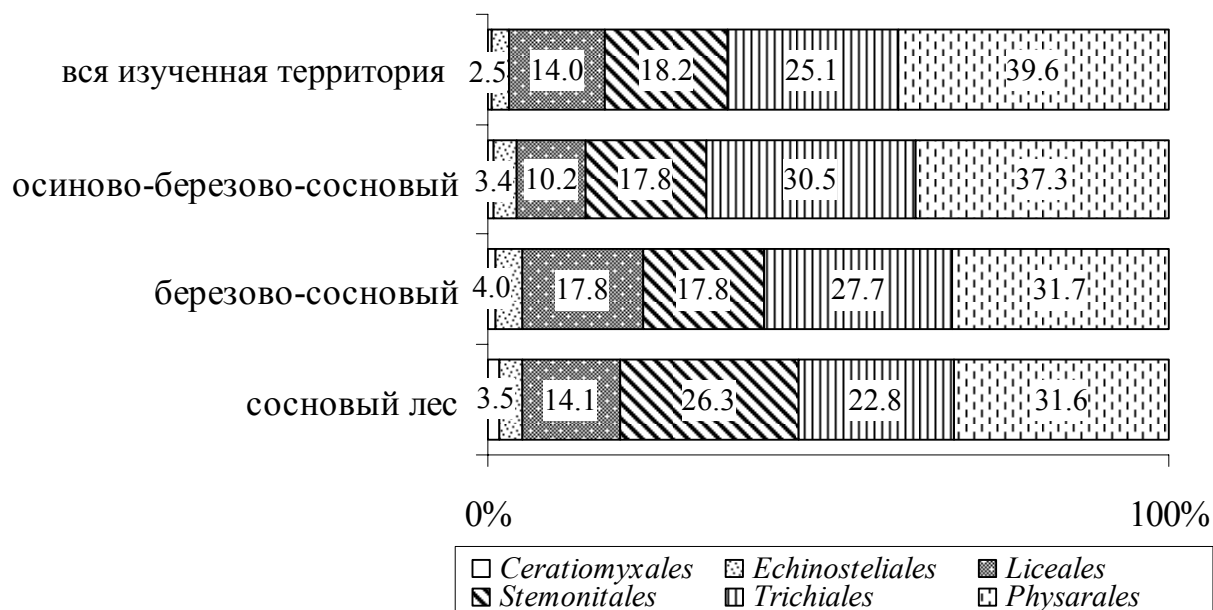 вся изученная территория 2.5 14.0 18.2 25.1 39.6
осиново-березово-сосновый 3.4 10.2 17.8 30.5 37.3
березово-сосновый 4.0 17.8 17.8 27.7 31.7
сосновый лес 3.5 14.1 26.3 22.8 31.6
0% 100%
Ceratiomyxales Echinosteliales Liceales
Stemonitales Trichiales Physarales